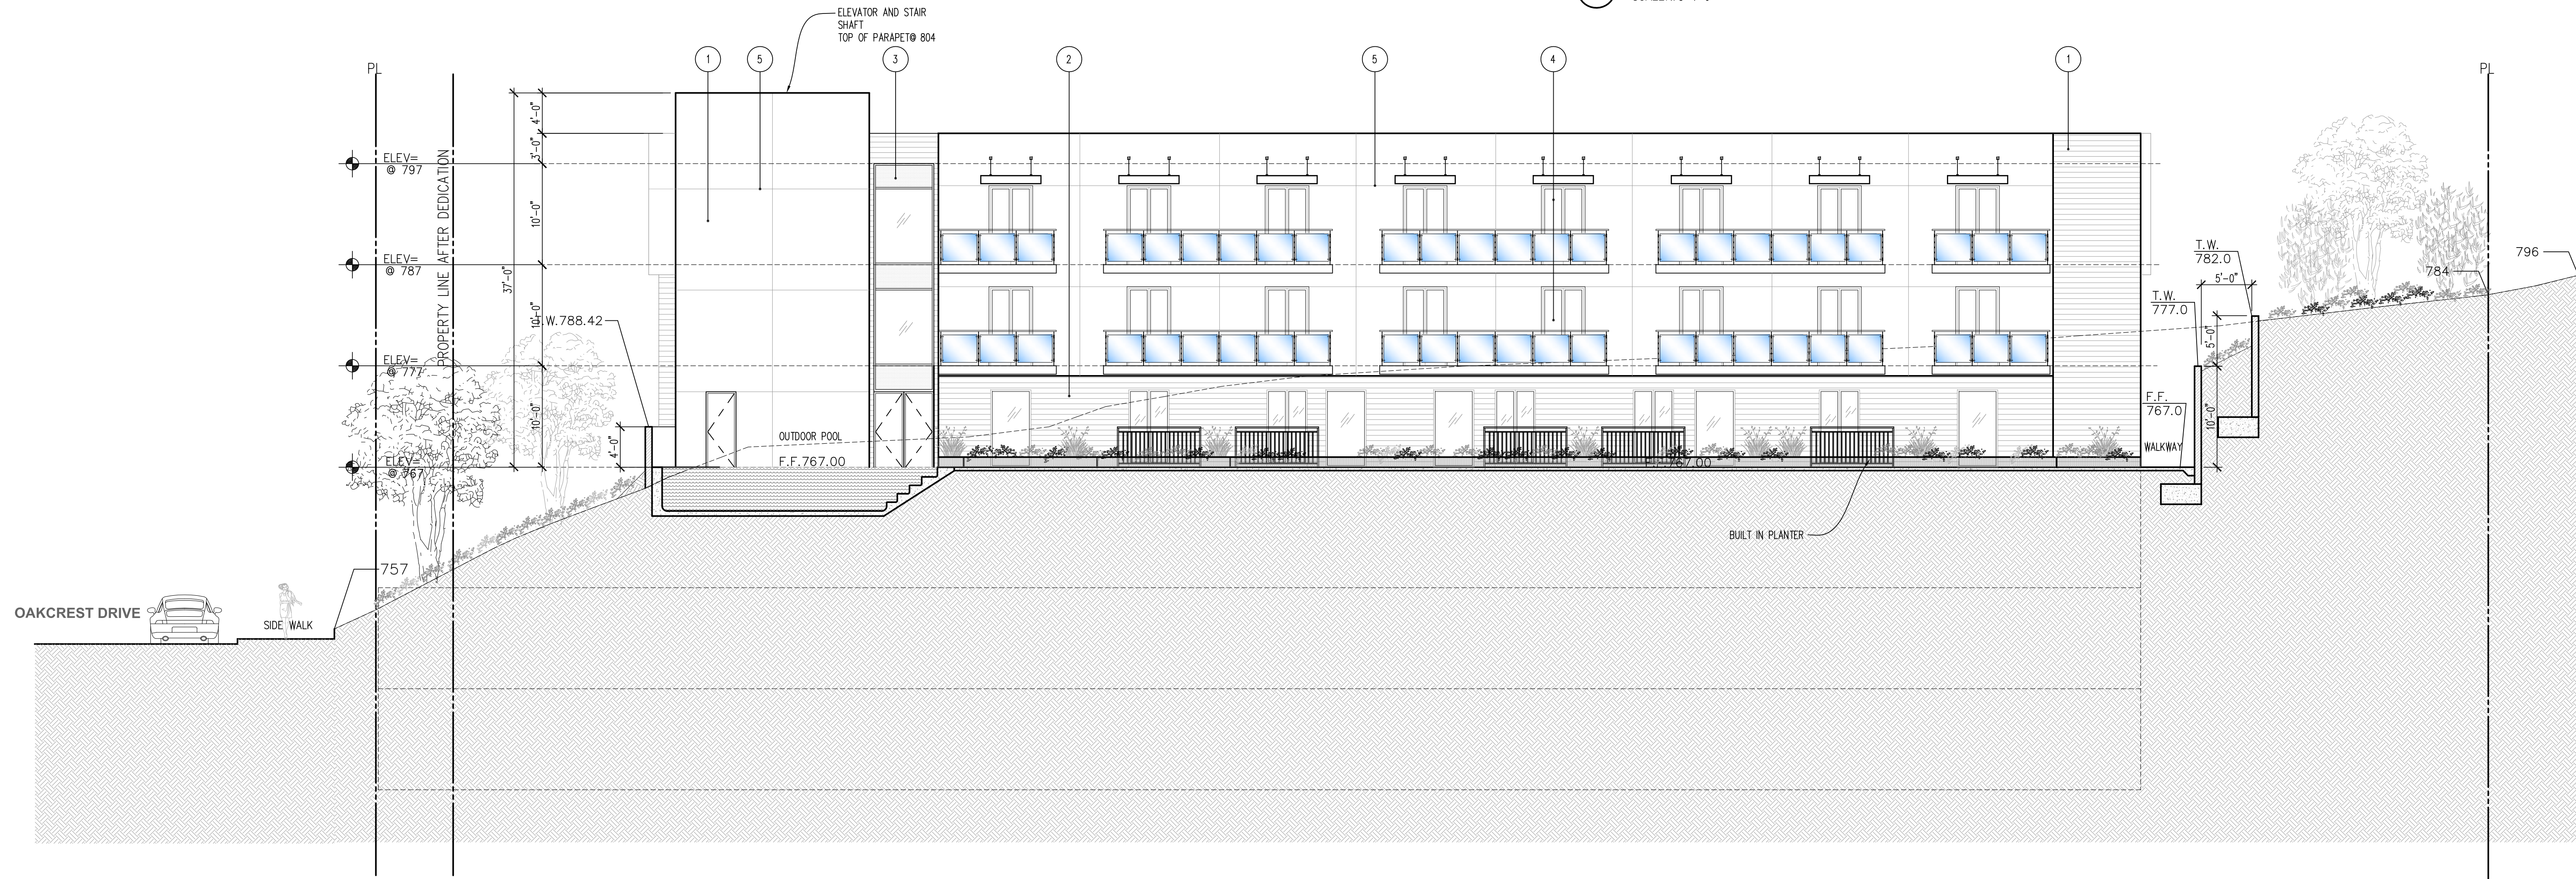 ELEVATOR AND STAIR
SHAFT
TOP OF PARAPET@ 804
1
5
3
2
5
4
1
PL
PL
4'-0"
3'-0"
ELEV=
@ 797
PROPERTY LINE AFTER DEDICATION
10'-0"
37'-0"
ELEV=
@ 787
10'-0"
T.W.788.42
ELEV=
@ 777
10'-0"
4'-0"
ELEV=
@ 767
OUTDOOR POOL
F.F.767.00
F.F.767.00
T.W.
782.0
5'-0"
784
796
T.W.
777.0
5'-0"
F.F.
767.0
10'-0"
WALKWAY
BUILT IN PLANTER
757
OAKCREST DRIVE
SIDE WALK